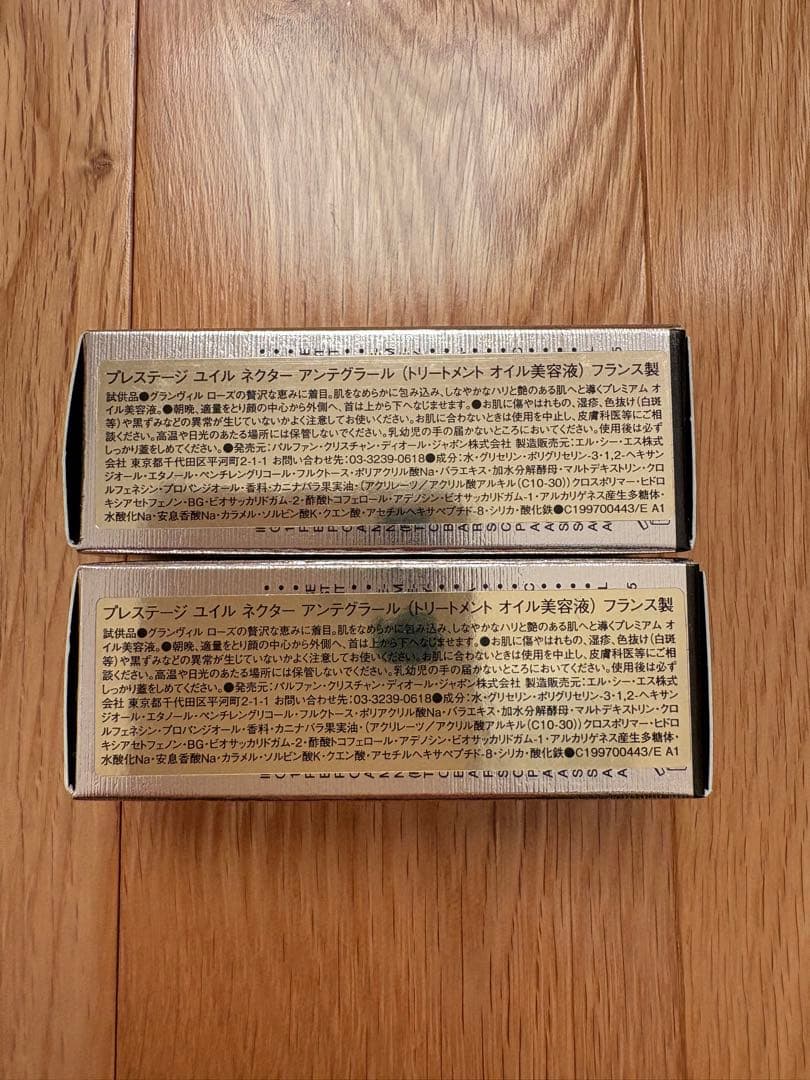 プレステージ ユイル ネクター アンテグラール（トリートメント オイル美容液）フランス製
試供品●グランヴィル ローズの贅沢な恵みに着目。肌をなめらかに包み込み、しなやかなハリと艶のある肌へと導くプレミアム オ
イル美容液。●朝晩、適量をとり顔の中心から外側へ、首は上から下へなじませます。●お肌に傷やはれもの、湿疹、色抜け（白斑
等）や黒ずみなどの異常が生じていないかよく注意してお使いください。お肌に合わないときは使用を中止し、皮膚科医等にご相
談ください。高温や日光のあたる場所には保管しないでください。乳幼児の手の届かないところにおいてください。使用後は必ず
しっかり蓋をしめてください。●発売元：パルファン・クリスチャン・ディオール・ジャポン株式会社 製造販売元：エル・シー・エス株式
会社 東京都千代田区平河町2-1-1 お問い合わせ先：03-3239-0618●成分：水・グリセリン・ポリグリセリン-3・1,2-ヘキサン
ジオール・エタノール・ペンチレングリコール・フルクトース・ポリアクリル酸Na・バラエキス・加水分解酵母・マルトデキストリン・クロ
ルフェネシン・プロパンジオール・香料・カニナバラ果実油・（アクリレーツ／アクリル酸アルキル（C10-30））クロスポリマー・ヒドロ
キシアセトフェノン・BG・ビオサッカリドガム-2・酢酸トコフェロール・アデノシン・ビオサッカリドガム-1・アルカリゲネス産生多糖体・
水酸化Na・安息香酸Na・カラメル・ソルビン酸K・クエン酸・アセチルヘキサペプチド-8・シリカ・酸化鉄●C199700443/E A1
プレステージ ユイル ネクター アンテグラール（トリートメント オイル美容液）フランス製
試供品●グランヴィル ローズの贅沢な恵みに着目。肌をなめらかに包み込み、しなやかなハリと艶のある肌へと導くプレミアム オ
イル美容液。●朝晩、適量をとり顔の中心から外側へ、首は上から下へなじませます。●お肌に傷やはれもの、湿疹、色抜け（白斑
等）や黒ずみなどの異常が生じていないかよく注意してお使いください。お肌に合わないときは使用を中止し、皮膚科医等にご相
談ください。高温や日光のあたる場所には保管しないでください。乳幼児の手の届かないところにおいてください。使用後は必ず
しっかり蓋をしめてください。●発売元：パルファン・クリスチャン・ディオール・ジャポン株式会社 製造販売元：エル・シー・エス株式
会社 東京都千代田区平河町2-1-1 お問い合わせ先：03-3239-0618●成分：水・グリセリン・ポリグリセリン-3・1,2-ヘキサン
ジオール・エタノール・ペンチレングリコール・フルクトース・ポリアクリル酸Na・バラエキス・加水分解酵母・マルトデキストリン・クロ
ルフェネシン・プロパンジオール・香料・カニナバラ果実油・（アクリレーツ／アクリル酸アルキル（C10-30））クロスポリマー・ヒドロ
キシアセトフェノン・BG・ビオサッカリドガム-2・酢酸トコフェロール・アデノシン・ビオサッカリドガム-1・アルカリゲネス産生多糖体・
水酸化Na・安息香酸Na・カラメル・ソルビン酸K・クエン酸・アセチルヘキサペプチド-8・シリカ・酸化鉄●C199700443/E A1